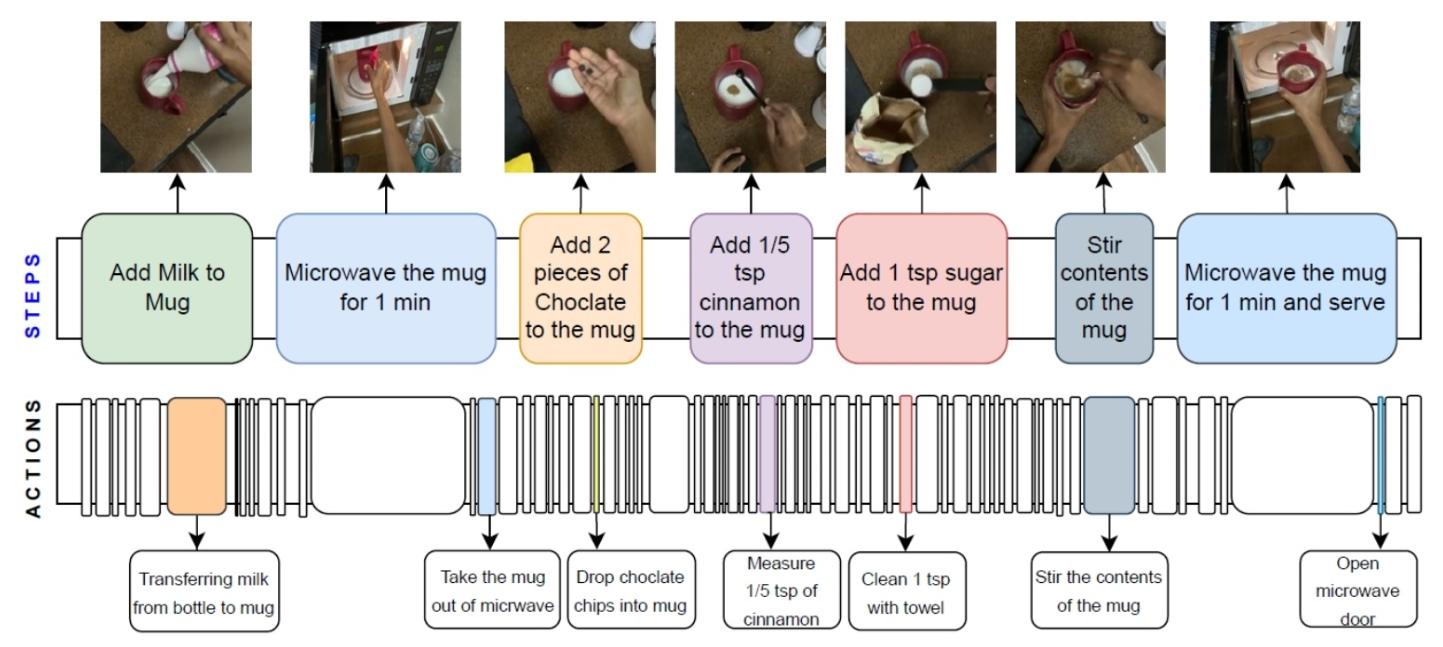 STEPS
Add Milk to
Mug
Microwave the mug
for 1 min
Add 2
pieces of
Choclate
to the mug
Add 1/5
tsp
cinnamon
to the mug
Add 1 tsp sugar
to the mug
Stir
contents
of the
mug
Microwave the mug
for 1 min and serve
ACTIONS
Transferring milk
from bottle to mug
Take the mug
out of micrwave
Drop choclate
chips into mug
Measure
1/5 tsp of
cinnamon
Clean 1 tsp
with towel
Stir the contents
of the mug
Open
microwave
door